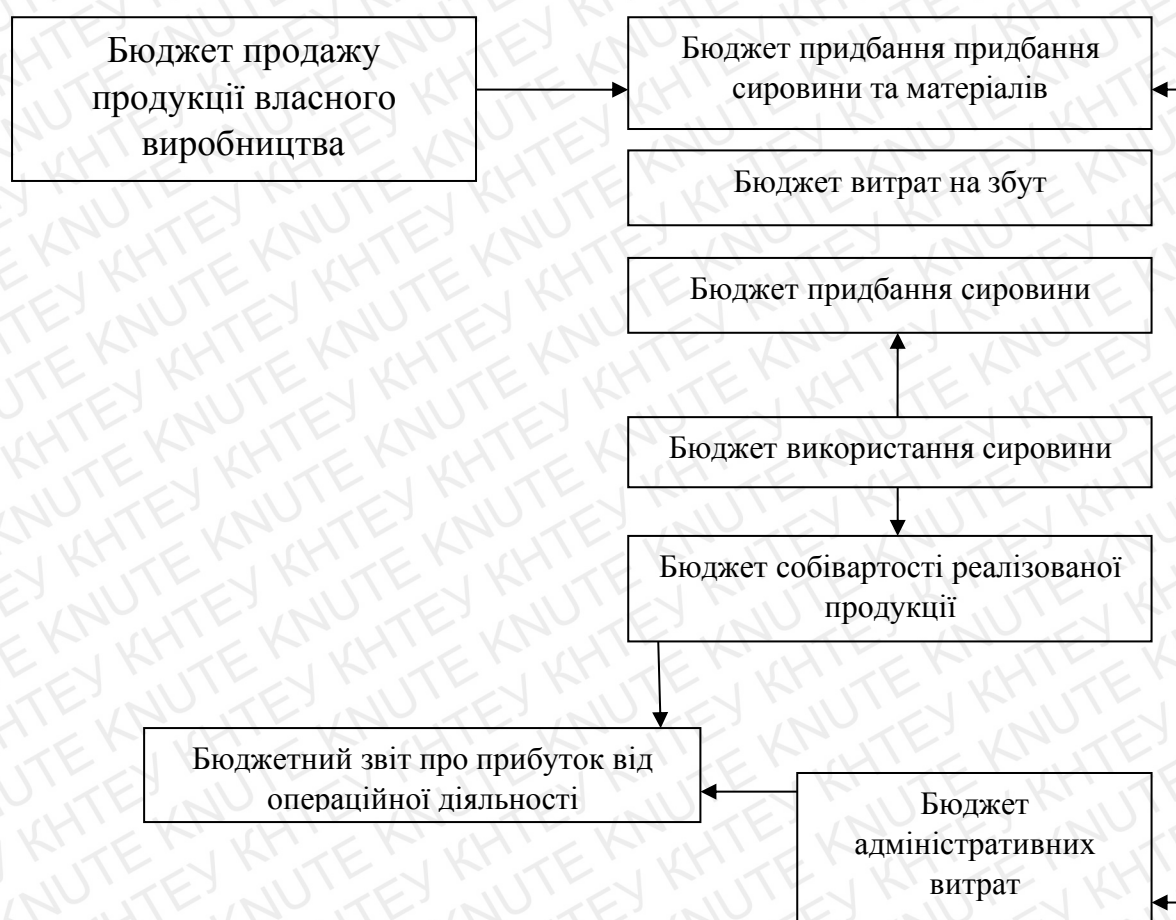 Бюджет продажу
продукції власного
виробництва
Бюджет придбання придбання
сировини та матеріалів
Бюджет витрат на збут
Бюджет придбання сировини
Бюджет використання сировини
Бюджет собівартості реалізованої
продукції
Бюджетний звіт про прибуток від
операційної діяльності
Бюджет
адміністративних
витрат